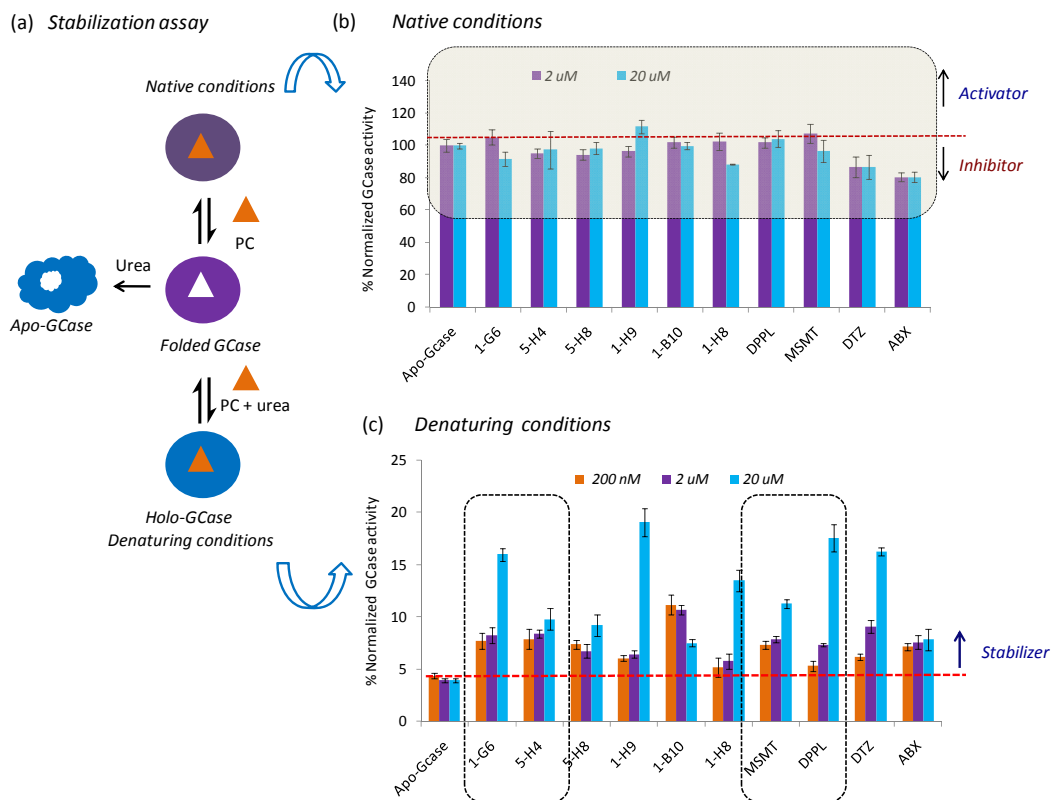 (a) Stabilization assay
Native conditions
PC
Urea
Apo-GCase
Folded GCase
PC + urea
Holo-GCase
Denaturing conditions
(b) Native conditions
2 uM 20 uM
% Normalized GCase activity
140
120
100
80
60
40
20
0
Apo-Gcase
1-G6
5-H4
5-H8
1-H9
1-B10
1-H8
DPPL
MSMT
DTZ
ABX
Activator
Inhibitor
(c) Denaturing conditions
200 nM 2 uM 20 uM
% Normalized GCase activity
25
20
15
10
5
0
Apo-Gcase
1-G6
5-H4
5-H8
1-H9
1-B10
1-H8
MSMT
DPPL
DTZ
ABX
Stabilizer